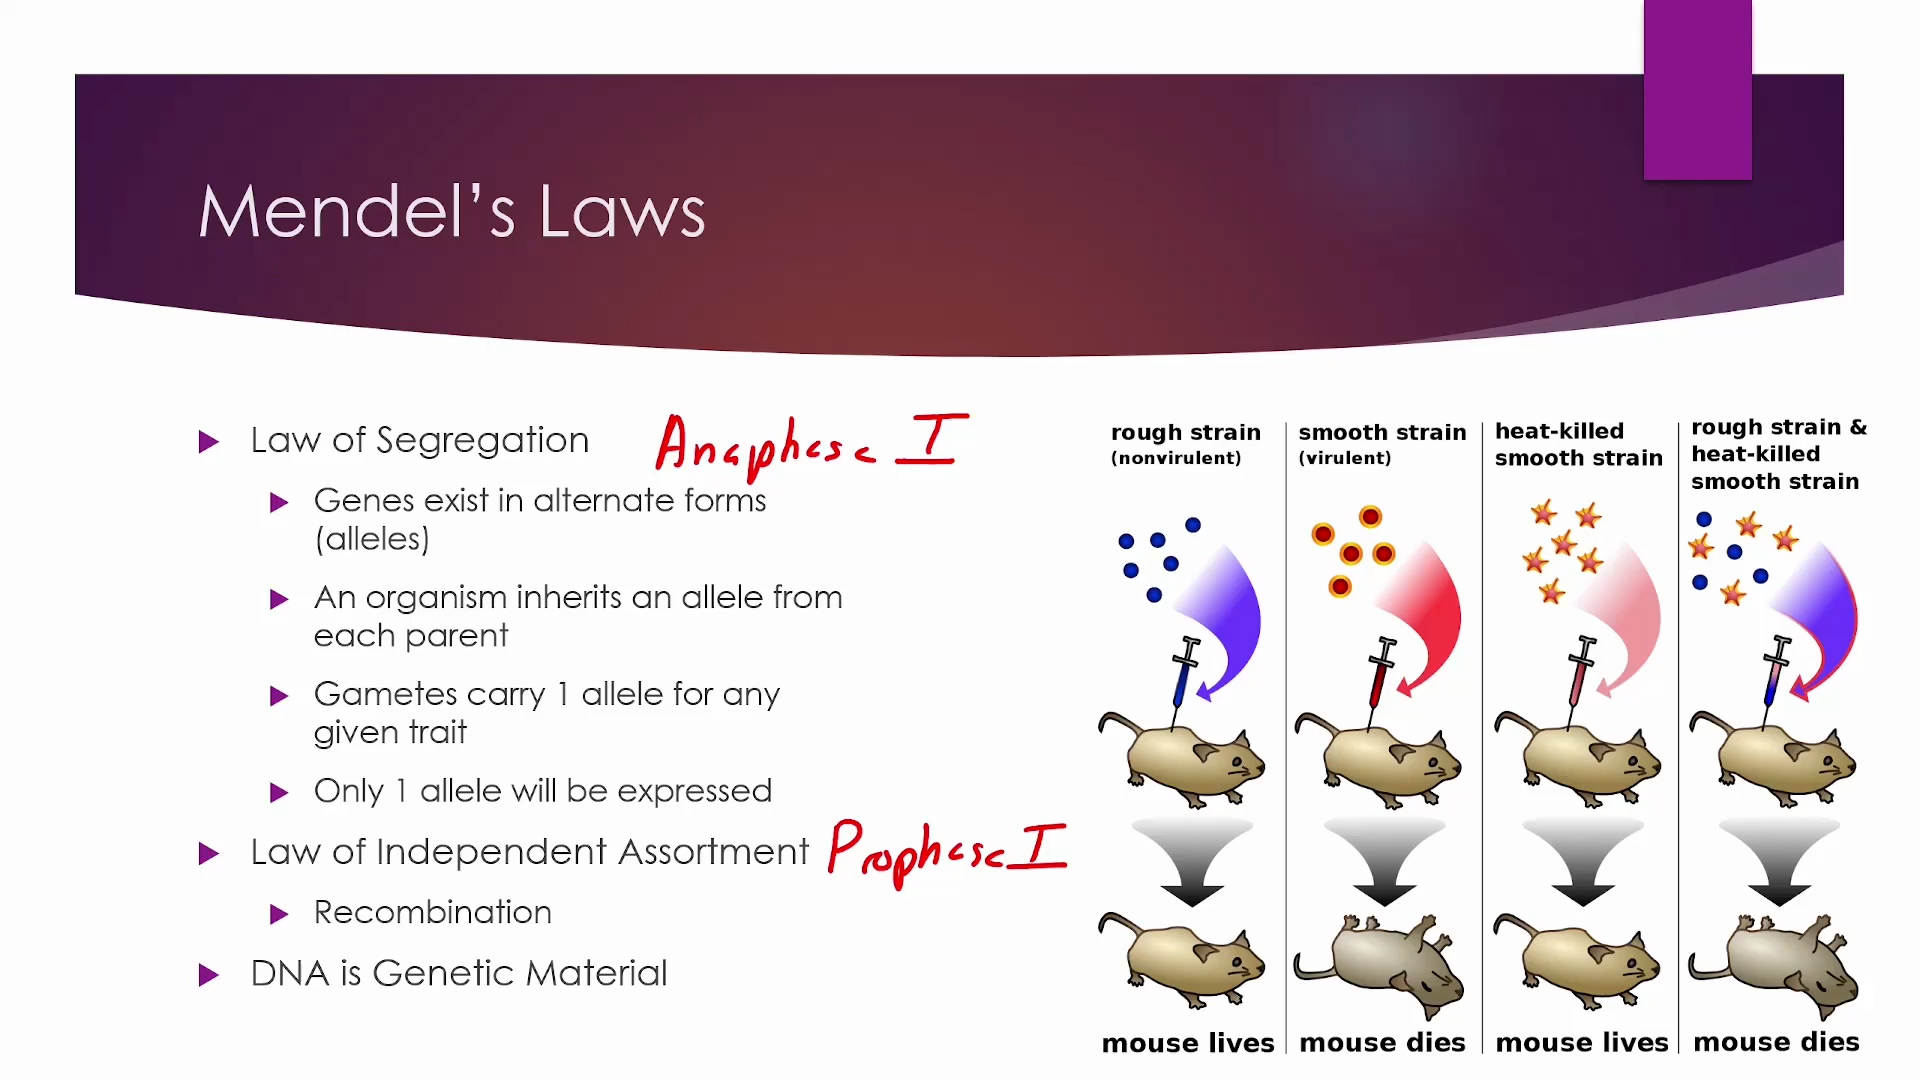 Mendel’s Laws
Law of Segregation Anaphase I
Genes exist in alternate forms
(alleles)
An organism inherits an allele from
each parent
Gametes carry 1 allele for any
given trait
Only 1 allele will be expressed
Law of Independent Assortment Prophase I
Recombination
DNA is Genetic Material
rough strain
(nonvirulent)
smooth strain
(virulent)
heat-killed
smooth strain
rough strain &
heat-killed
smooth strain
mouse lives
mouse dies
mouse lives
mouse dies